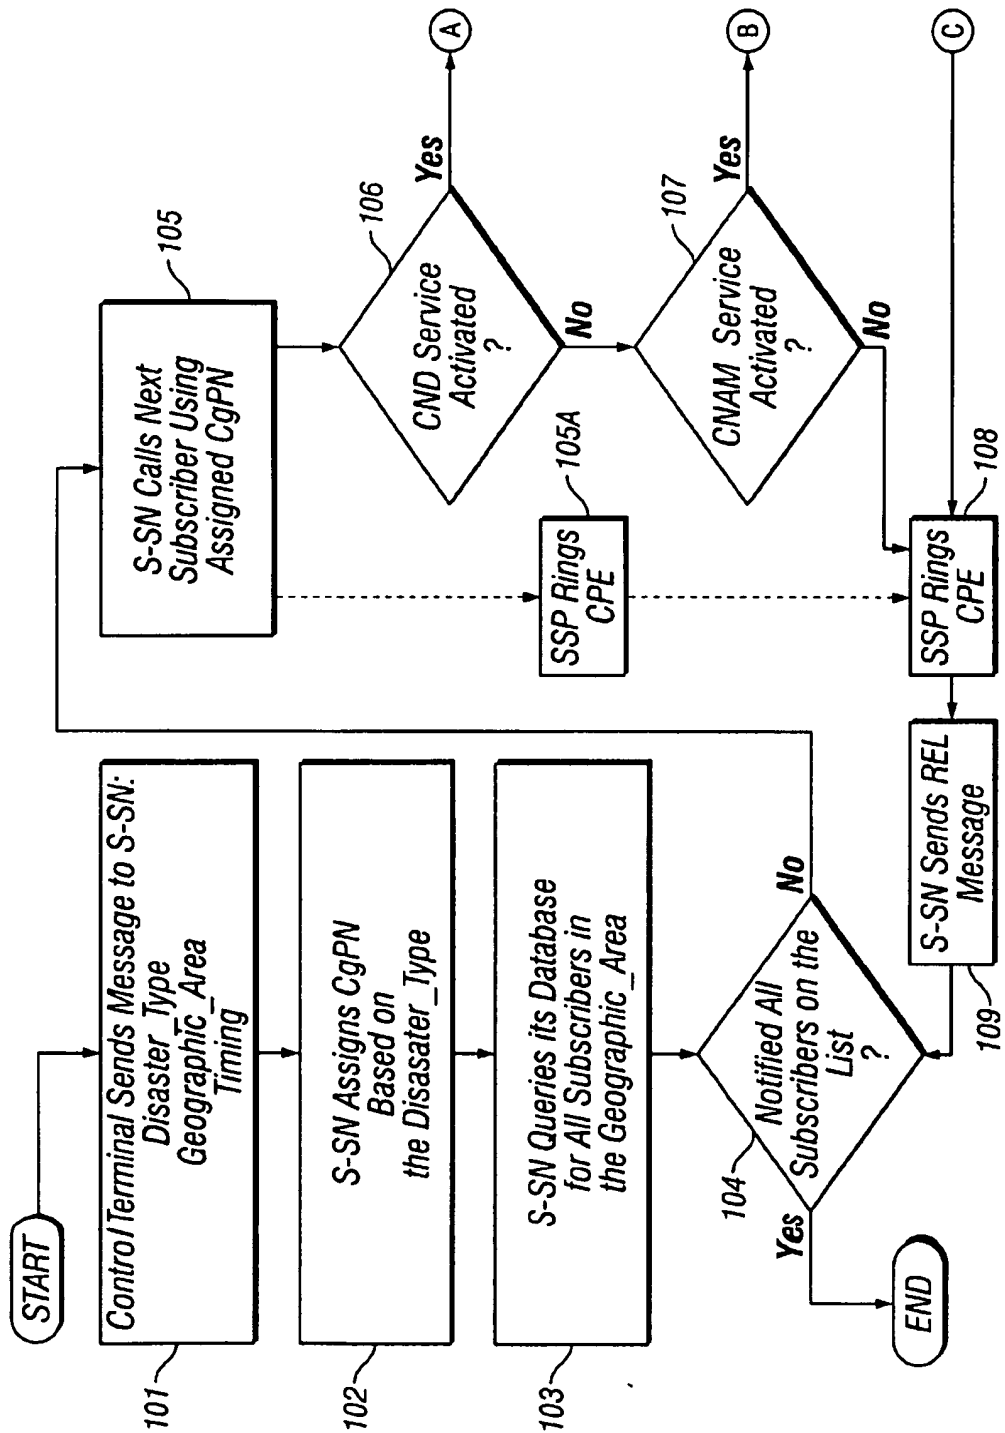 START
Control Terminal Sends Message to S-SN:
Disaster_Type
Geographic_Area
Timing
101
S-SN Assigns CgPN
Based on
the Disasater_Type
102
S-SN Queries its Database
for All Subscribers in
the Geographic_Area
103
Notified All
Subscribers on the
List
?
104
Yes
No
END
S-SN Calls Next
Subscriber Using
Assigned CgPN
105
SSP Rings
CPE
105A
CND Service
Activated
?
106
Yes
No
A
CNAM Service
Activated
?
107
Yes
No
B
SSP Rings
CPE
108
C
S-SN Sends REL
Message
109